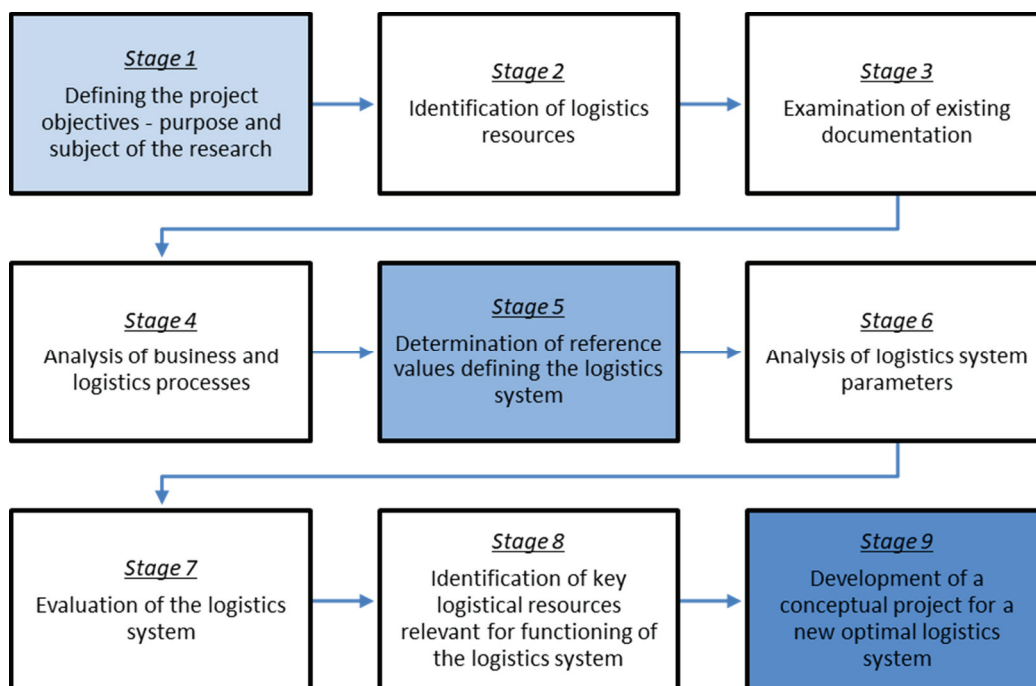 Stage 1
Defining the project
objectives - purpose and
subject of the research
Stage 2
Identification of logistics
resources
Stage 3
Examination of existing
documentation
Stage 4
Analysis of business and
logistics processes
Stage 5
Determination of reference
values defining the logistics
system
Stage 6
Analysis of logistics system
parameters
Stage 7
Evaluation of the logistics
system
Stage 8
Identification of key
logistical resources
relevant for functioning of
the logistics system
Stage 9
Development of a
conceptual project for a
new optimal logistics
system